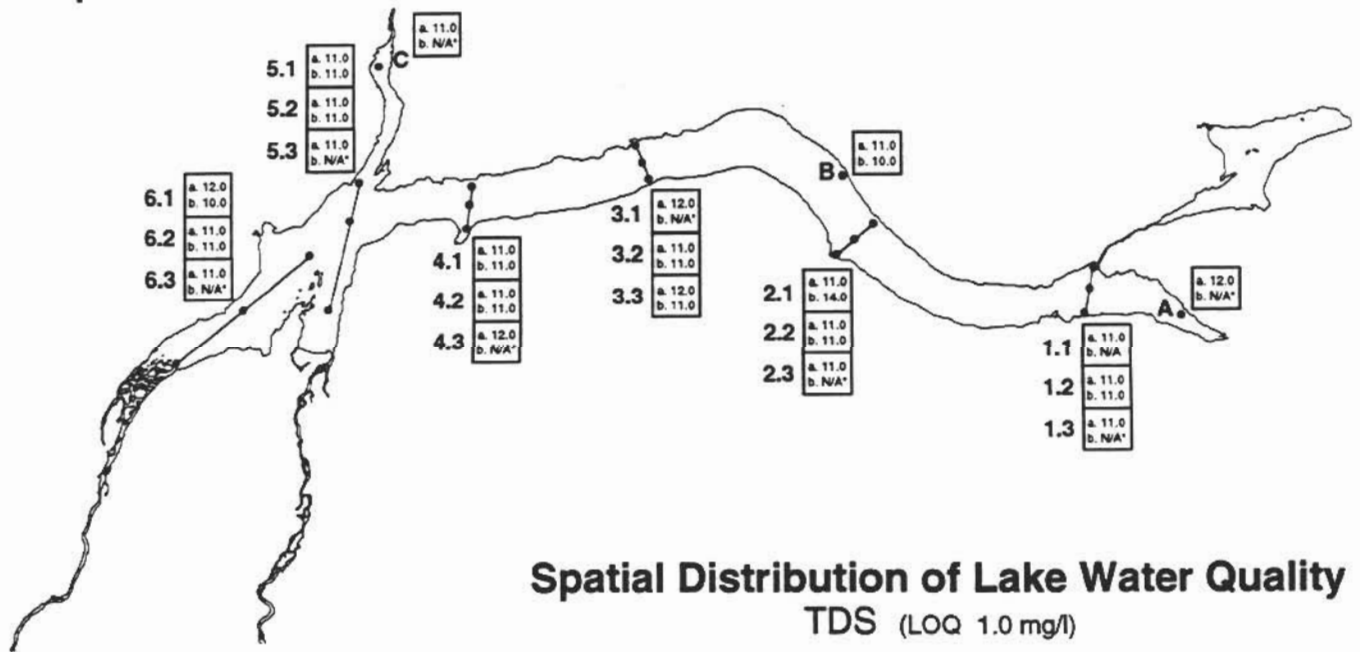 a. 11.0
b. N/A*
C
5.1
a. 11.0
b. 11.0
5.2
a. 11.0
b. 11.0
5.3
a. 11.0
b. N/A*
6.1
a. 12.0
b. 10.0
6.2
a. 11.0
b. 11.0
6.3
a. 11.0
b. N/A*
4.1
a. 11.0
b. 11.0
4.2
a. 11.0
b. 11.0
4.3
a. 12.0
b. N/A*
3.1
a. 12.0
b. N/A*
3.2
a. 11.0
b. 11.0
3.3
a. 12.0
b. 11.0
B
a. 11.0
b. 10.0
2.1
a. 11.0
b. 14.0
2.2
a. 11.0
b. 11.0
2.3
a. 11.0
b. N/A*
A
a. 12.0
b. N/A*
1.1
a. 11.0
b. N/A
1.2
a. 11.0
b. 11.0
1.3
a. 11.0
b. N/A*
Spatial Distribution of Lake Water Quality
TDS (LOQ 1.0 mg/l)